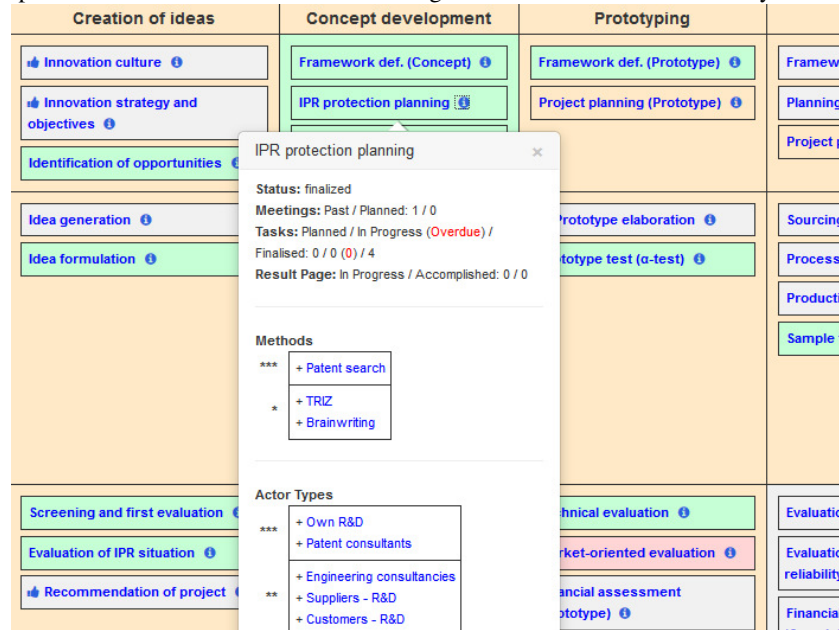 Creation of ideas
Concept development
Prototyping
Innovation culture
Innovation strategy and
objectives
Identification of opportunities
Framework def. (Concept)
IPR protection planning
Framework def. (Prototype)
Project planning (Prototype)
Planning
Project
IPR protection planning ×
Status: finalized
Meetings: Past / Planned: 1 / 0
Tasks: Planned / In Progress (Overdue) /
Finalised: 0 / 0 (0) / 4
Result Page: In Progress / Accomplished: 0 / 0
Methods
*** + Patent search
* + TRIZ
+ Brainwriting
Actor Types
*** + Own R&D
+ Patent consultants
** + Engineering consultancies
+ Suppliers - R&D
+ Customers - R&D
Idea generation
Idea formulation
Prototype elaboration
totype test (α-test)
Sourcing
Process
Producti
Sample
Screening and first evaluation
Evaluation of IPR situation
Recommendation of project
hnical evaluation
rket-oriented evaluation
ancial assessment
ototype)
Evaluatio
Evaluatio
reliability
Financia